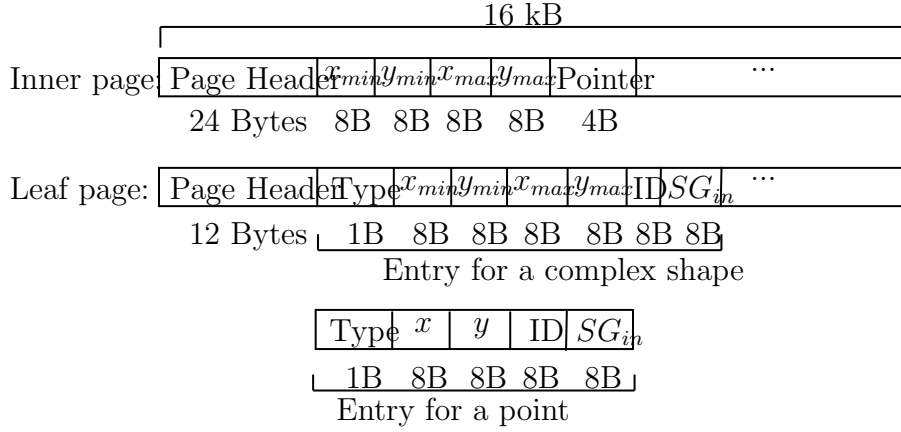 16 kB
Inner page: Page Header x_min y_min x_max y_max Pointer ...
24 Bytes 8B 8B 8B 8B 4B
Leaf page: Page Header Type x_min y_min x_max y_max ID SG_in ...
12 Bytes 1B 8B 8B 8B 8B 8B 8B
Entry for a complex shape
Type x y ID SG_in
1B 8B 8B 8B 8B
Entry for a point